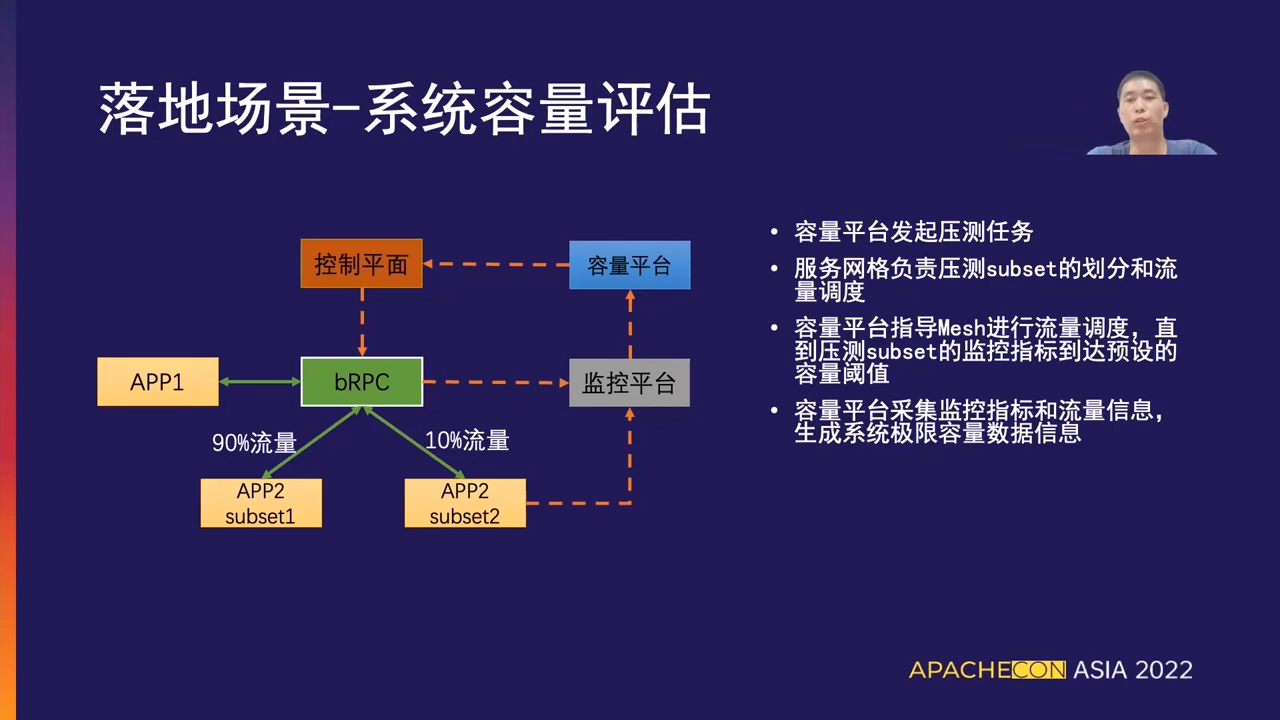 落地场景-系统容量评估
控制平面
容量平台
APP1
bRPC
监控平台
90%流量
10%流量
APP2
subset1
APP2
subset2
• 容量平台发起压测任务
• 服务网格负责压测subset的划分和流
量调度
• 容量平台指导Mesh进行流量调度，直
到压测subset的监控指标到达预设的
容量阈值
• 容量平台采集监控指标和流量信息，
生成系统极限容量数据信息
APACHECON ASIA 2022